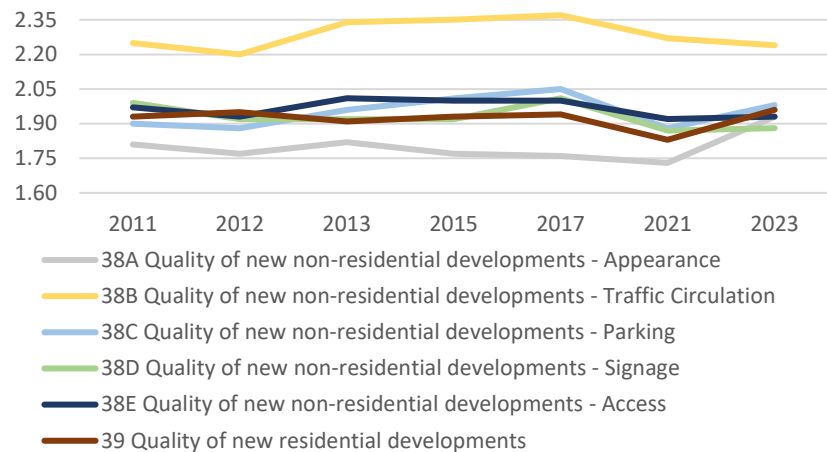 2.35
2.20
2.05
1.90
1.75
1.60
2011 2012 2013 2015 2017 2021 2023
38A Quality of new non-residential developments - Appearance
38B Quality of new non-residential developments - Traffic Circulation
38C Quality of new non-residential developments - Parking
38D Quality of new non-residential developments - Signage
38E Quality of new non-residential developments - Access
39 Quality of new residential developments